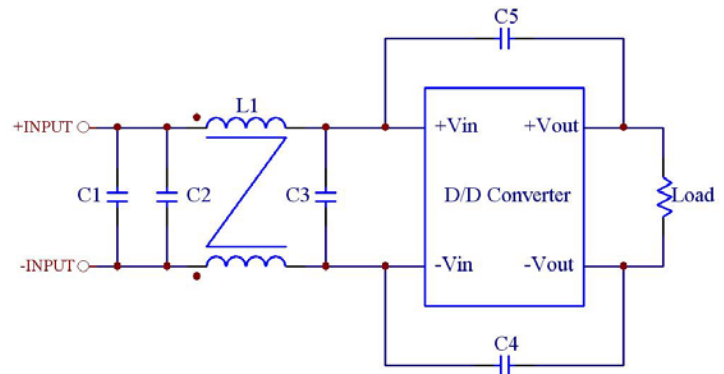 C5
L1
+INPUT
+Vin
+Vout
C1
C2
C3
D/D Converter
Load
-INPUT
-Vin
-Vout
C4